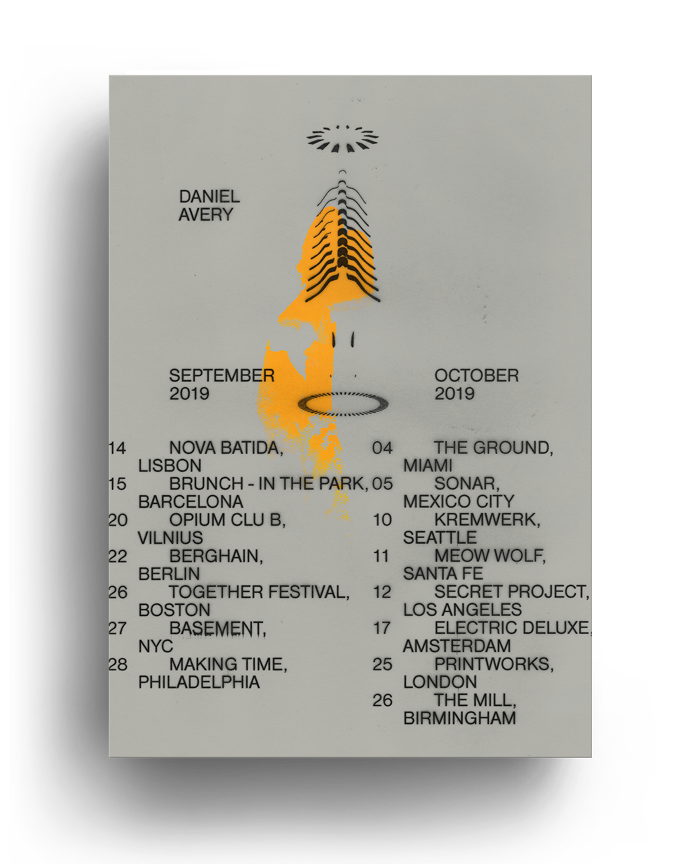 DANIEL
AVERY
SEPTEMBER
2019
14 NOVA BATIDA,
LISBON
15 BRUNCH - IN THE PARK,
BARCELONA
20 OPIUM CLU B,
VILNIUS
22 BERGHAIN,
BERLIN
26 TOGETHER FESTIVAL,
BOSTON
27 BASEMENT,
NYC
28 MAKING TIME,
PHILADELPHIA
OCTOBER
2019
04 THE GROUND,
MIAMI
05 SONAR,
MEXICO CITY
10 KREMWERK,
SEATTLE
11 MEOW WOLF,
SANTA FE
12 SECRET PROJECT,
LOS ANGELES
17 ELECTRIC DELUXE,
AMSTERDAM
25 PRINTWORKS,
LONDON
26 THE MILL,
BIRMINGHAM